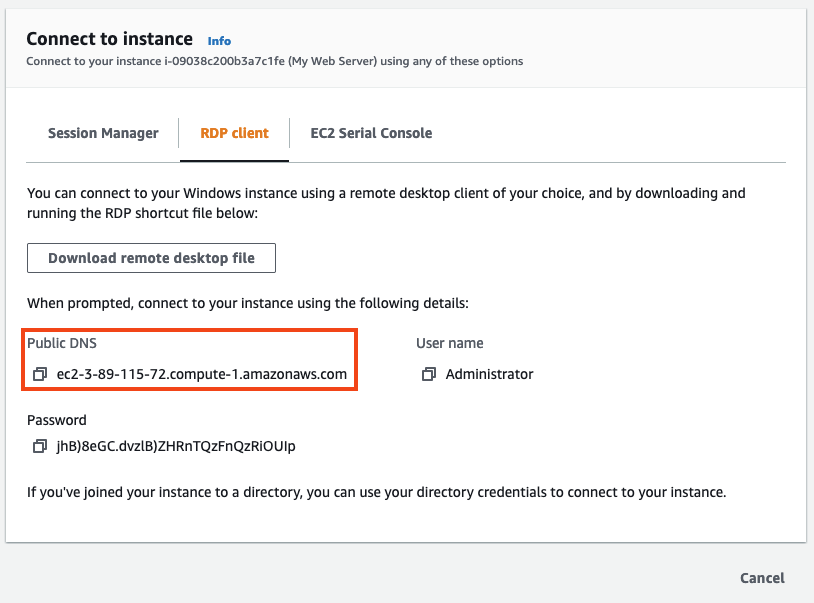 Connect to instance Info
Connect to your instance i-09038c200b3a7c1fe (My Web Server) using any of these options
Session Manager
RDP client
EC2 Serial Console
You can connect to your Windows instance using a remote desktop client of your choice, and by downloading and
running the RDP shortcut file below:
Download remote desktop file
When prompted, connect to your instance using the following details:
Public DNS
ec2-3-89-115-72.compute-1.amazonaws.com
User name
Administrator
Password
jhB)8eGC.dvzlB)ZHRnTQzFnQzRiOUIp
If you've joined your instance to a directory, you can use your directory credentials to connect to your instance.
Cancel